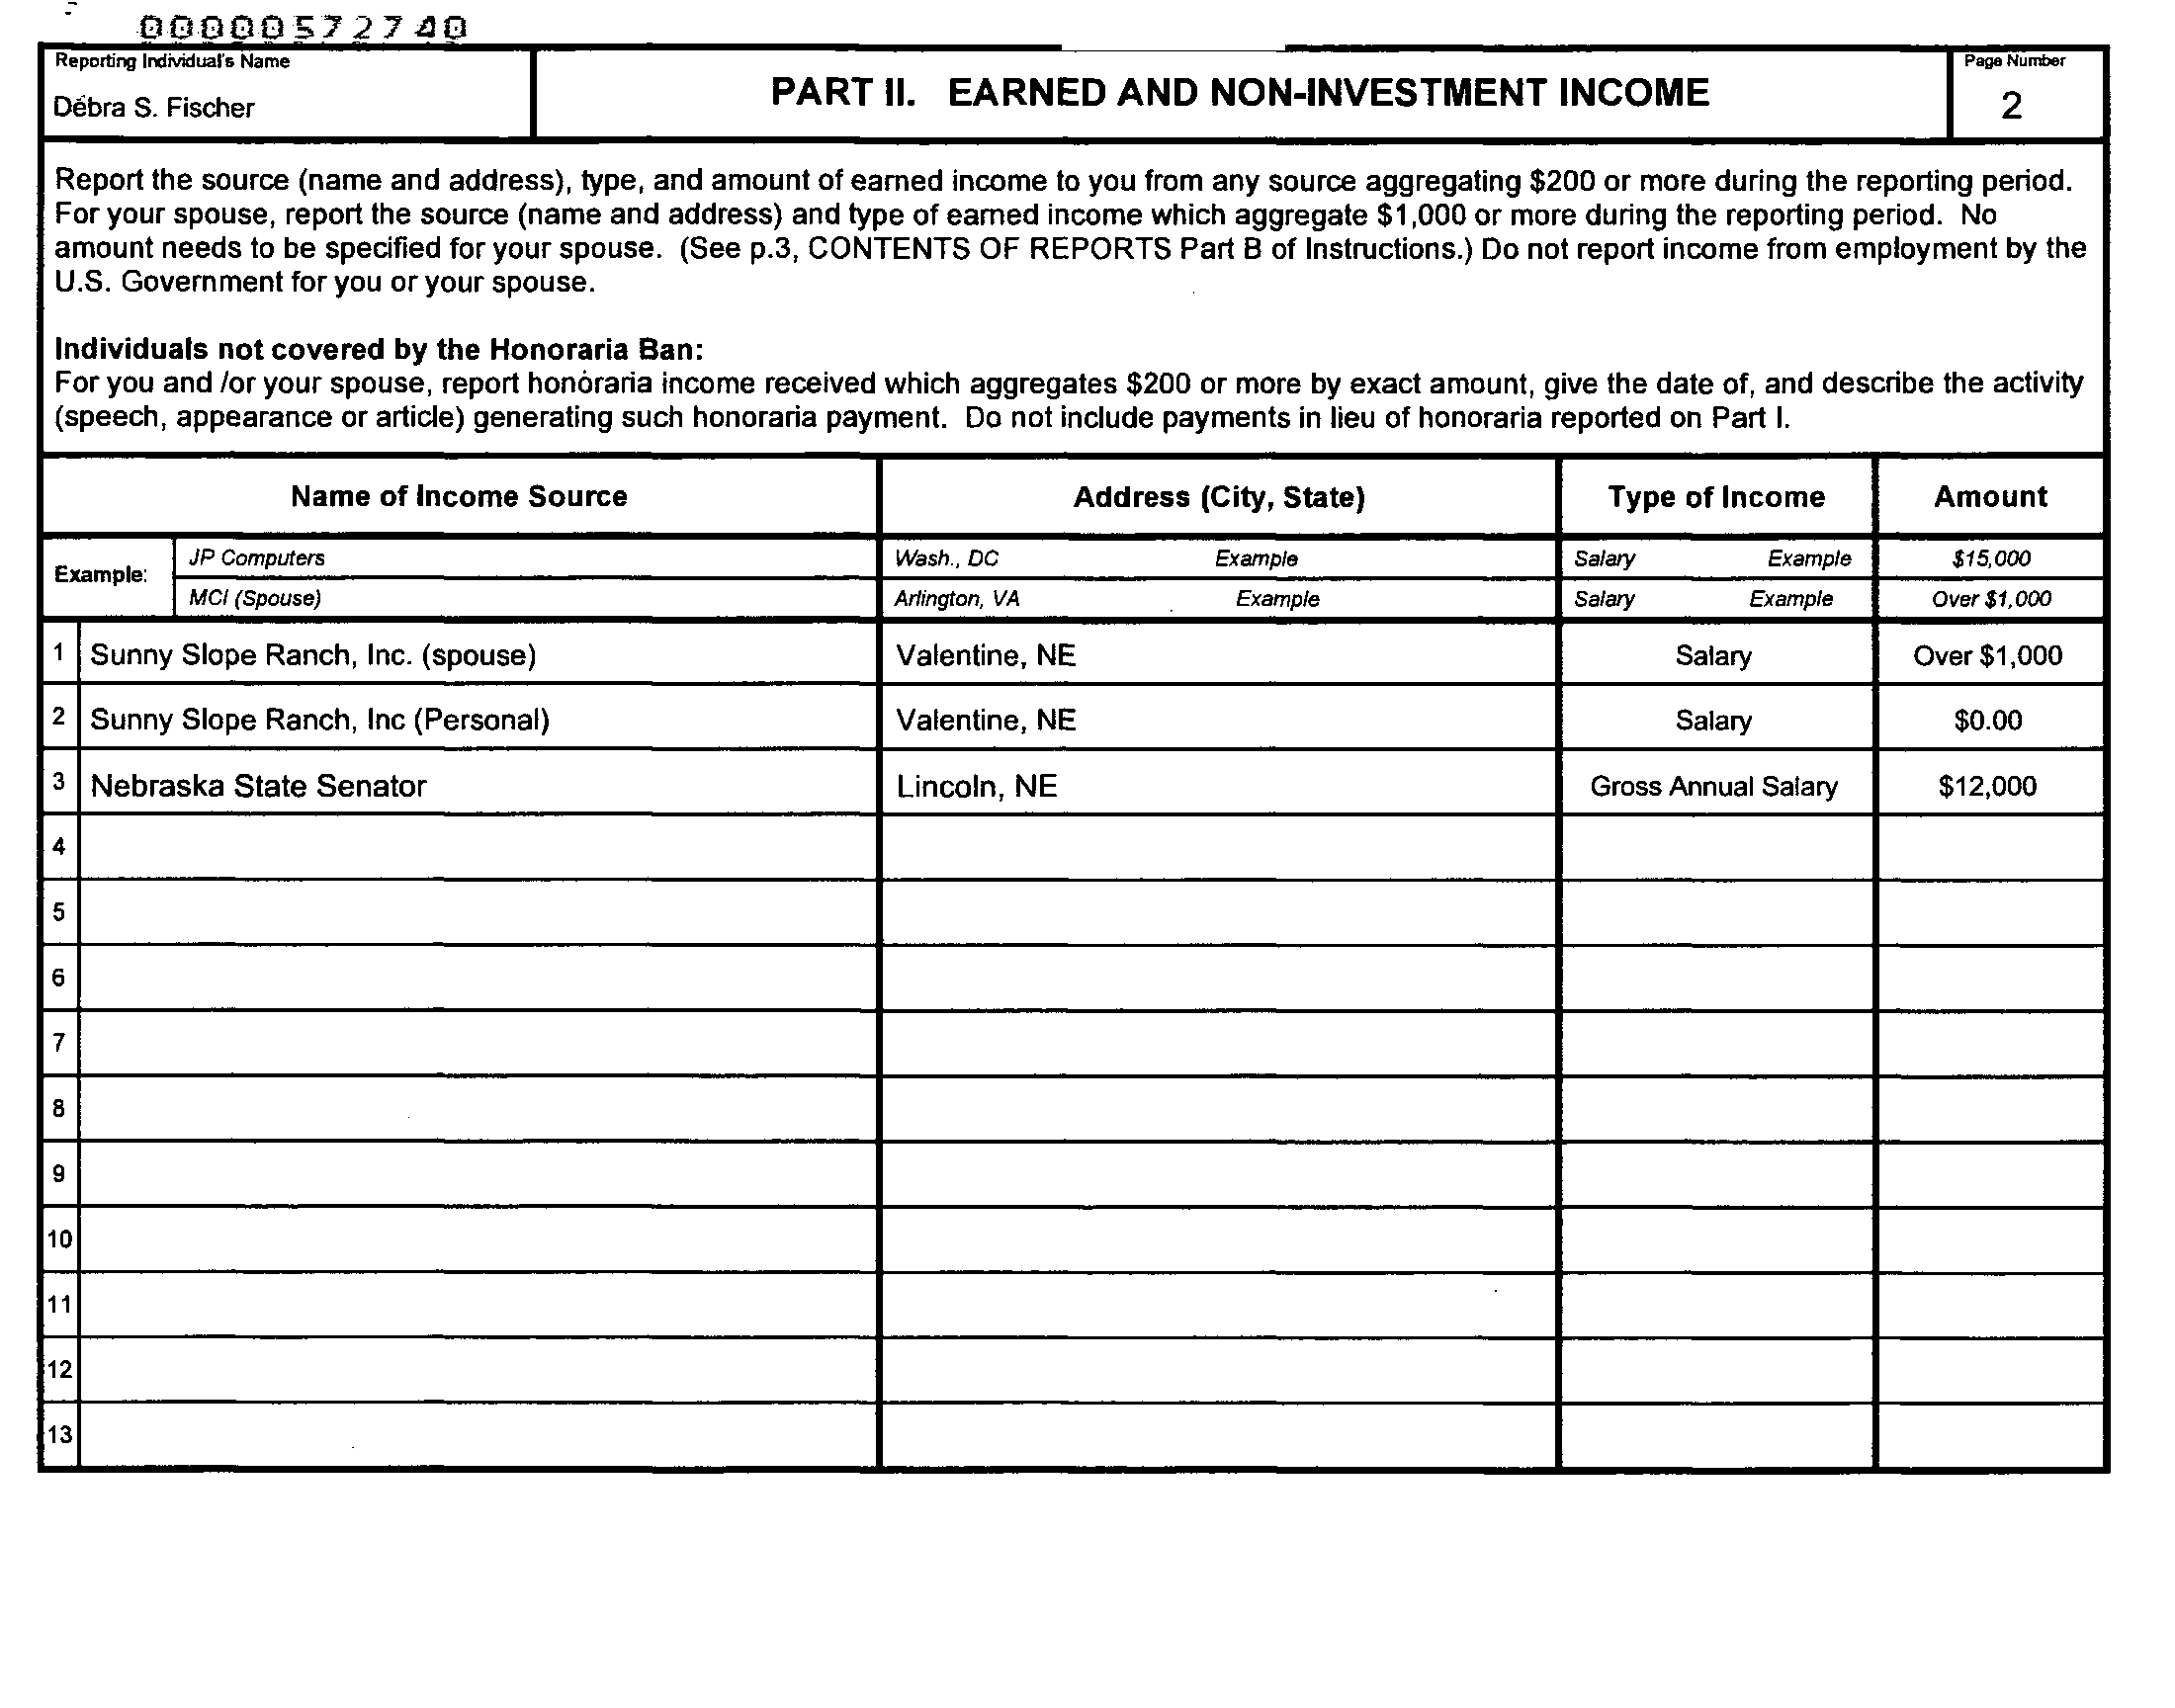 000005727 40
Reporting Individual's Name
Debra S. Fischer
PART II. EARNED AND NON-INVESTMENT INCOME
Page Number
2
Report the source (name and address), type, and amount of earned income to you from any source aggregating $200 or more during the reporting period.
For your spouse, report the source (name and address) and type of earned income which aggregate $1,000 or more during the reporting period. No
amount needs to be specified for your spouse. (See p.3, CONTENTS OF REPORTS Part B of Instructions.) Do not report income from employment by the
U.S. Government for you or your spouse.
Individuals not covered by the Honoraria Ban:
For you and /or your spouse, report honoraria income received which aggregates $200 or more by exact amount, give the date of, and describe the activity
(speech, appearance or article) generating such honoraria payment. Do not include payments in lieu of honoraria reported on Part I.
Name of Income Source Address (City, State) Type of Income Amount
Example: JP Computers Wash., DC Example Salary Example $15,000
MCI (Spouse) Arlington, VA Example Salary Example Over $1,000
1 Sunny Slope Ranch, Inc. (spouse) Valentine, NE Salary Over $1,000
2 Sunny Slope Ranch, Inc (Personal) Valentine, NE Salary $0.00
3 Nebraska State Senator Lincoln, NE Gross Annual Salary $12,000
4
5
6
7
8
9
10
11
12
13